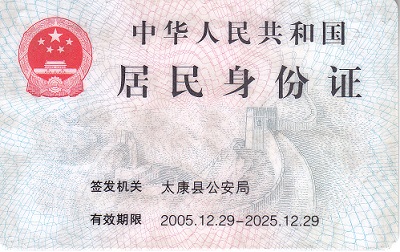 中华人民共和国
居民身份证
签发机关 太康县公安局
有效期限 2005.12.29-2025.12.29